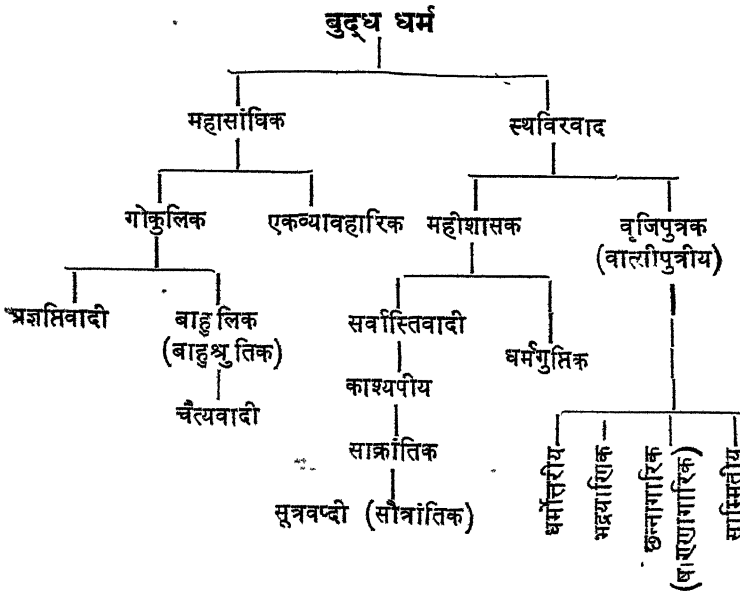 बुद्ध धर्म
महासांघिक
स्थविरवाद
गोकुलिक
एकव्यावहारिक
महीशासक
वृजिपुत्रक
(वात्सीपुत्रीय)
प्रज्ञप्तिवादी
बाहुलिक
(बाहुश्रुतिक)
सर्वास्तिवादी
धर्मगुप्तिक
काश्यपीय
चैत्यवादी
साक्रांतिक
सूत्रवप्दी (सौत्रांतिक)
धर्मोत्तरीय
भद्रयाणिक
छन्नागारिक
(षाण्णागारिक)
साम्मितीय